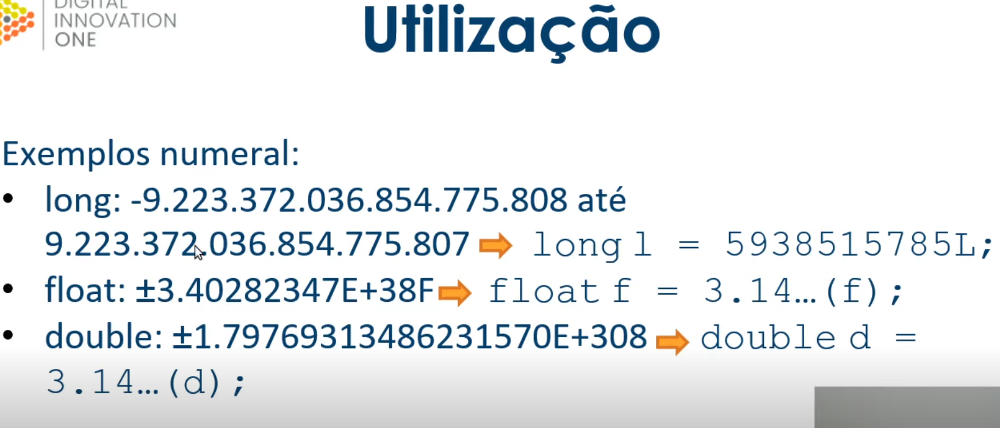 DIGITAL
INNOVATION
ONE
Utilização
Exemplos numeral:
• long: -9.223.372.036.854.775.808 até
9.223.372.036.854.775.807 long l = 5938515785L;
• float: ±3.40282347E+38F float f = 3.14…(f);
• double: ±1.79769313486231570E+308 double d =
3.14…(d);